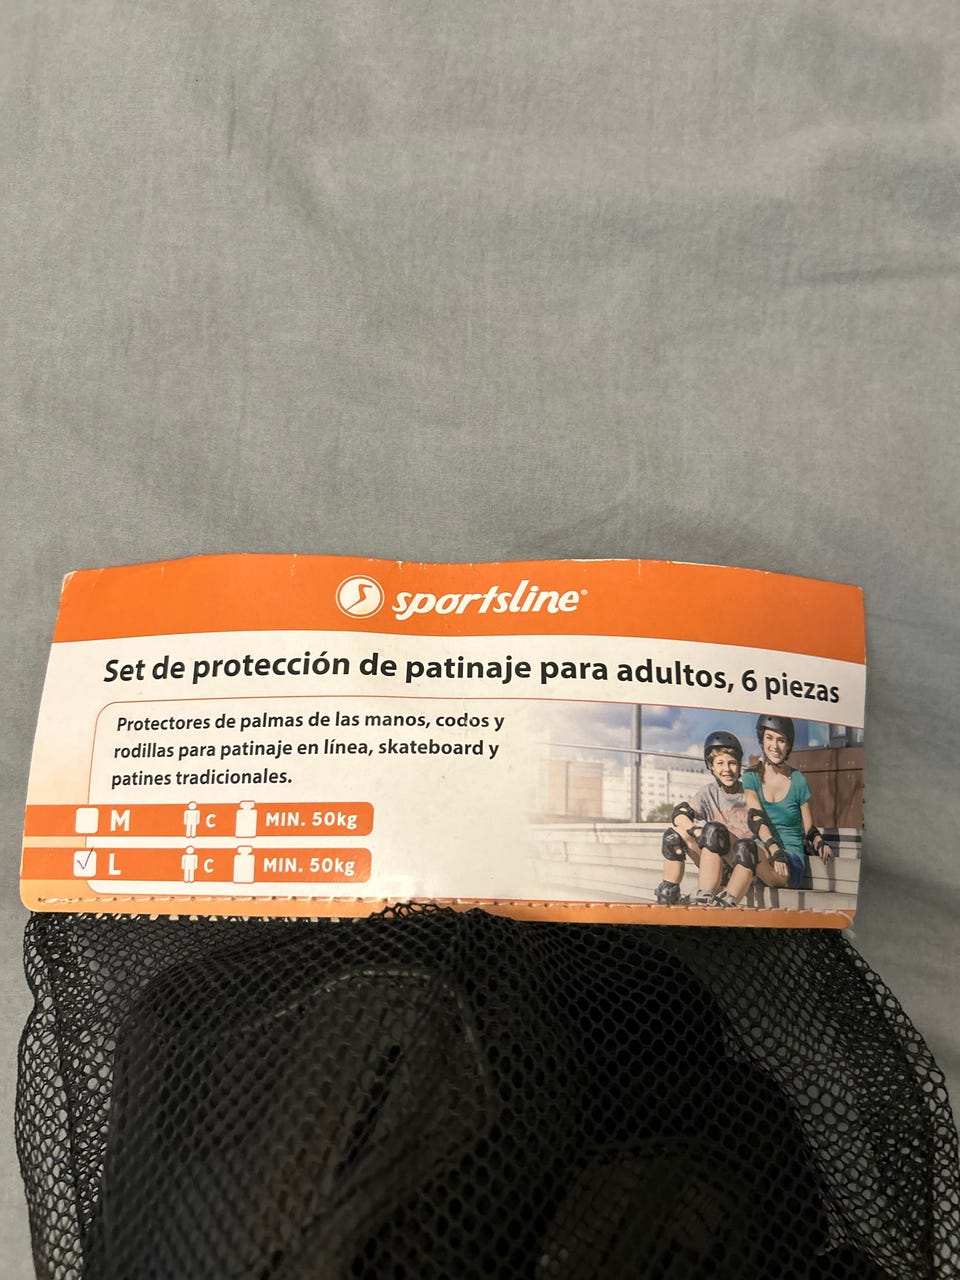 sportsline®
Set de protección de patinaje para adultos, 6 piezas
Protectores de palmas de las manos, codos y
rodillas para patinaje en línea, skateboard y
patines tradicionales.
M C MIN. 50kg
L C MIN. 50kg